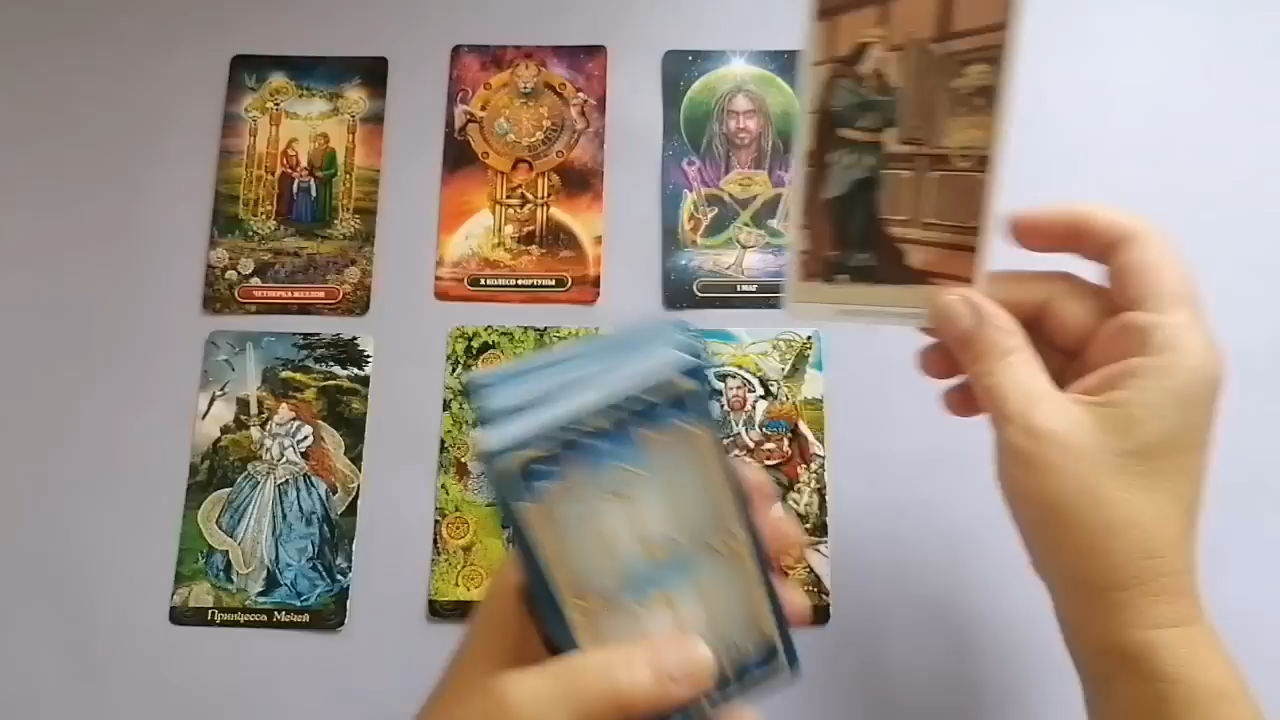 ЧЕТВЕРКА ЖЕЗЛОВ
X КОЛЕСО ФОРТУНЫ
I МАГ
Принцесса Мечей